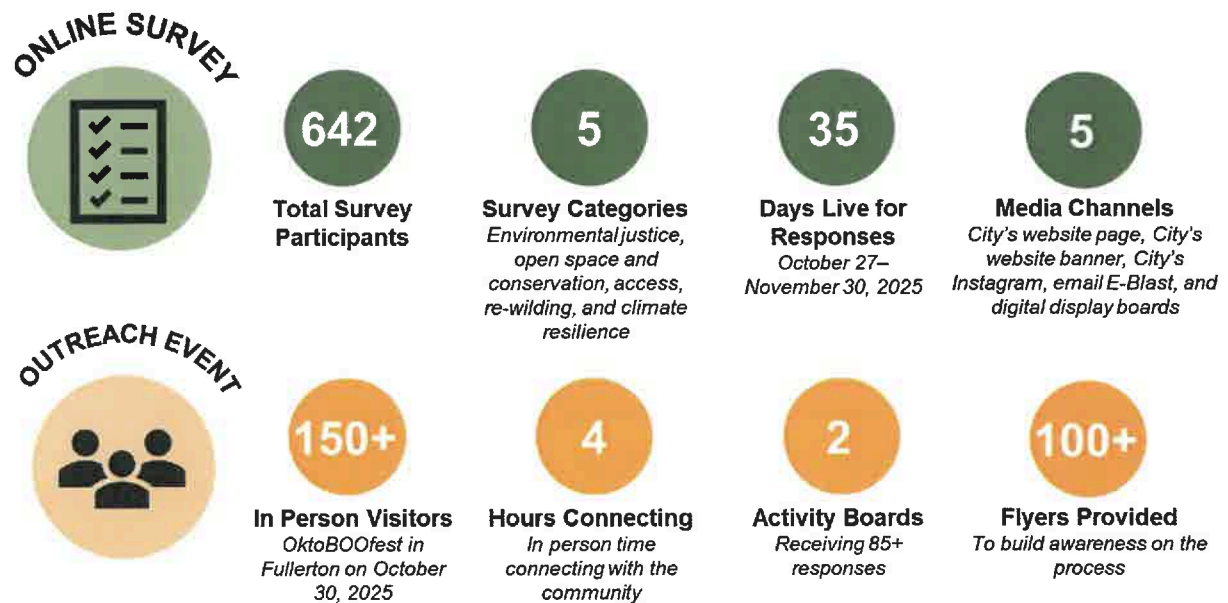 ONLINE SURVEY
642
Total Survey
Participants
5
Survey Categories
Environmental justice,
open space and
conservation, access,
re-wilding, and climate
resilience
35
Days Live for
Responses
October 27–
November 30, 2025
5
Media Channels
City's website page, City's
website banner, City's
Instagram, email E-Blast, and
digital display boards
OUTREACH EVENT
150+
In Person Visitors
OktoBOOfest in
Fullerton on October
30, 2025
4
Hours Connecting
In person time
connecting with the
community
2
Activity Boards
Receiving 85+
responses
100+
Flyers Provided
To build awareness on the
process